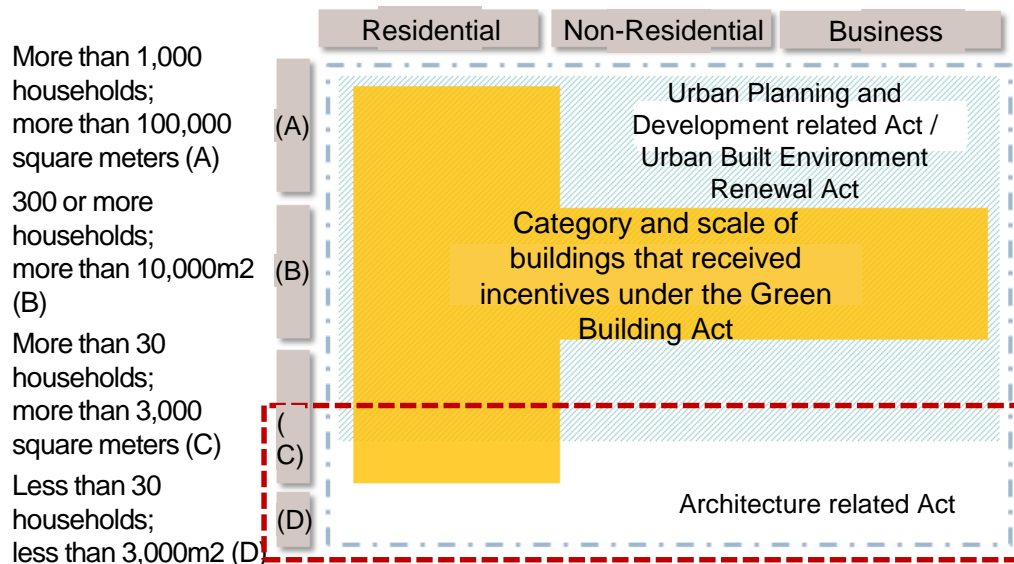 Residential
Non-Residential
Business
More than 1,000
households;
more than 100,000
square meters (A)
300 or more
households;
more than 10,000m2
(B)
More than 30
households;
more than 3,000
square meters (C)
Less than 30
households;
less than 3,000m2 (D)
(A)
(B)
(
C)
(D)
Urban Planning and
Development related Act /
Urban Built Environment
Renewal Act
Category and scale of
buildings that received
incentives under the Green
Building Act
Architecture related Act